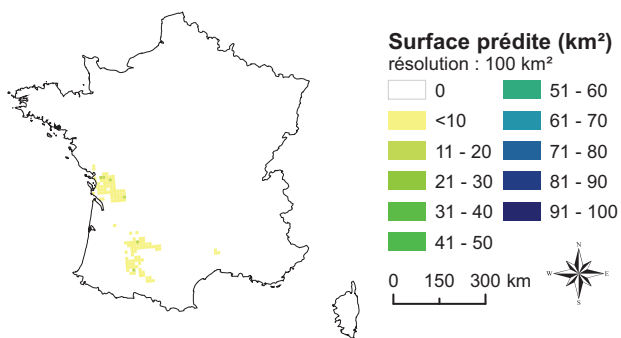 Surface prédite (km²)
résolution : 100 km²
0
<10
11 - 20
21 - 30
31 - 40
41 - 50
51 - 60
61 - 70
71 - 80
81 - 90
91 - 100
0 150 300 km
N
W E
S